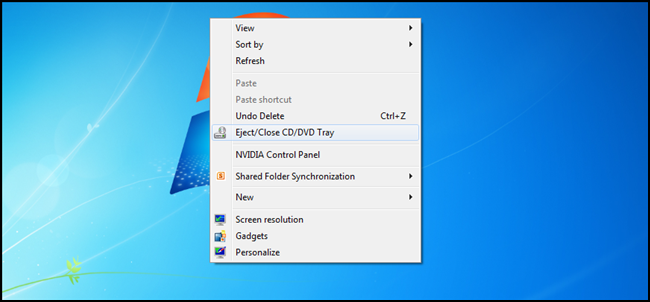 View
Sort by
Refresh
Paste
Paste shortcut
Undo Delete Ctrl+Z
Eject/Close CD/DVD Tray
NVIDIA Control Panel
Shared Folder Synchronization
New
Screen resolution
Gadgets
Personalize